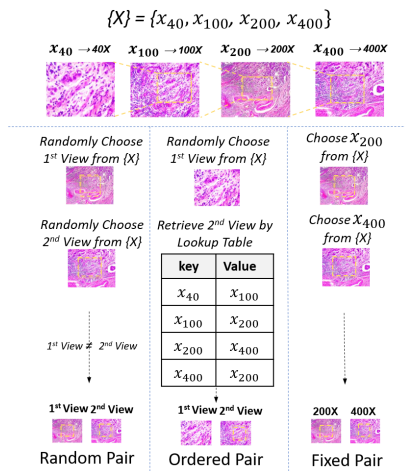 {X} = {x40, x100, x200, x400}
x40 → 40X x100 → 100X x200 → 200X x400 → 400X
Randomly Choose
1st View from {X}
Randomly Choose
2nd View from {X}
1st View ≠ 2nd View
1st View 2nd View
Random Pair
Randomly Choose
1st View from {X}
Retrieve 2nd View by
Lookup Table
key Value
x40 x100
x100 x200
x200 x400
x400 x200
1st View 2nd View
Ordered Pair
Choose x200
from {X}
Choose x400
from {X}
200X 400X
Fixed Pair